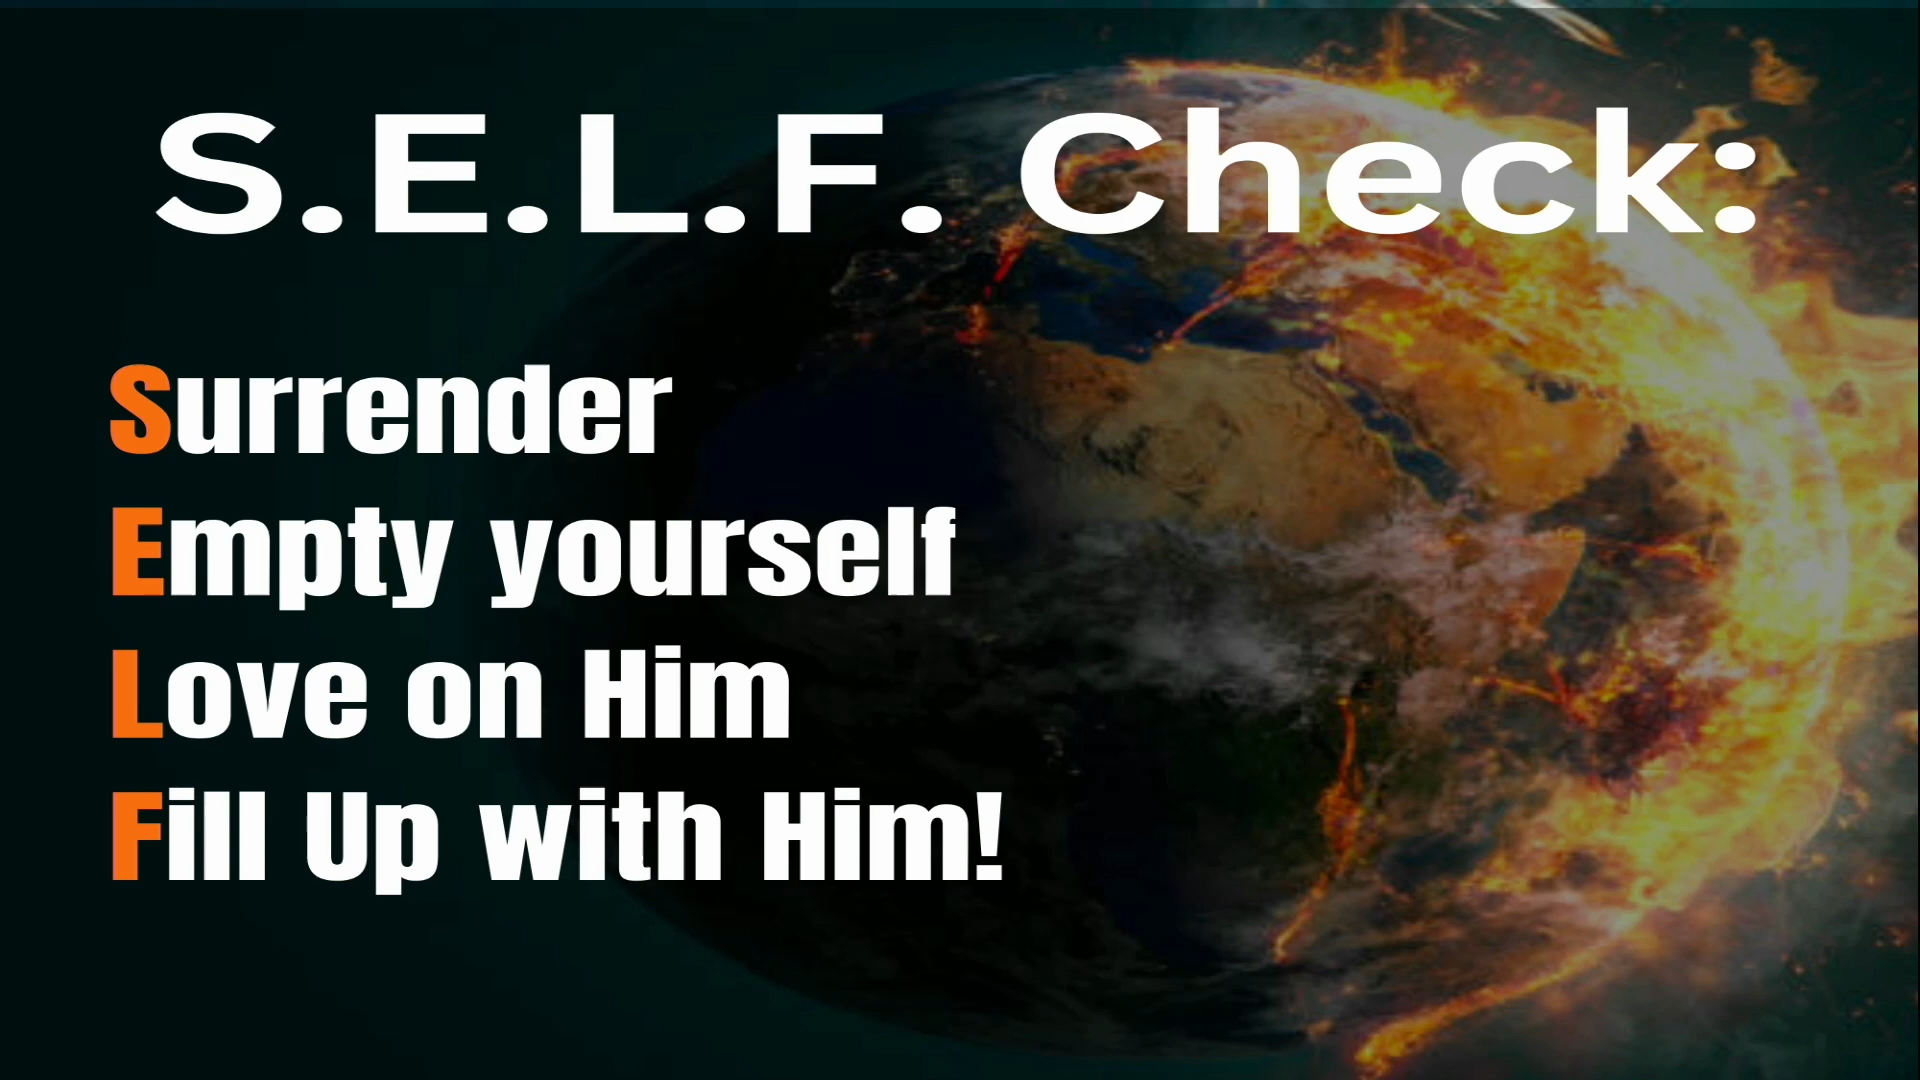 S.E.L.F. Check:
Surrender
Empty yourself
Love on Him
Fill Up with Him!